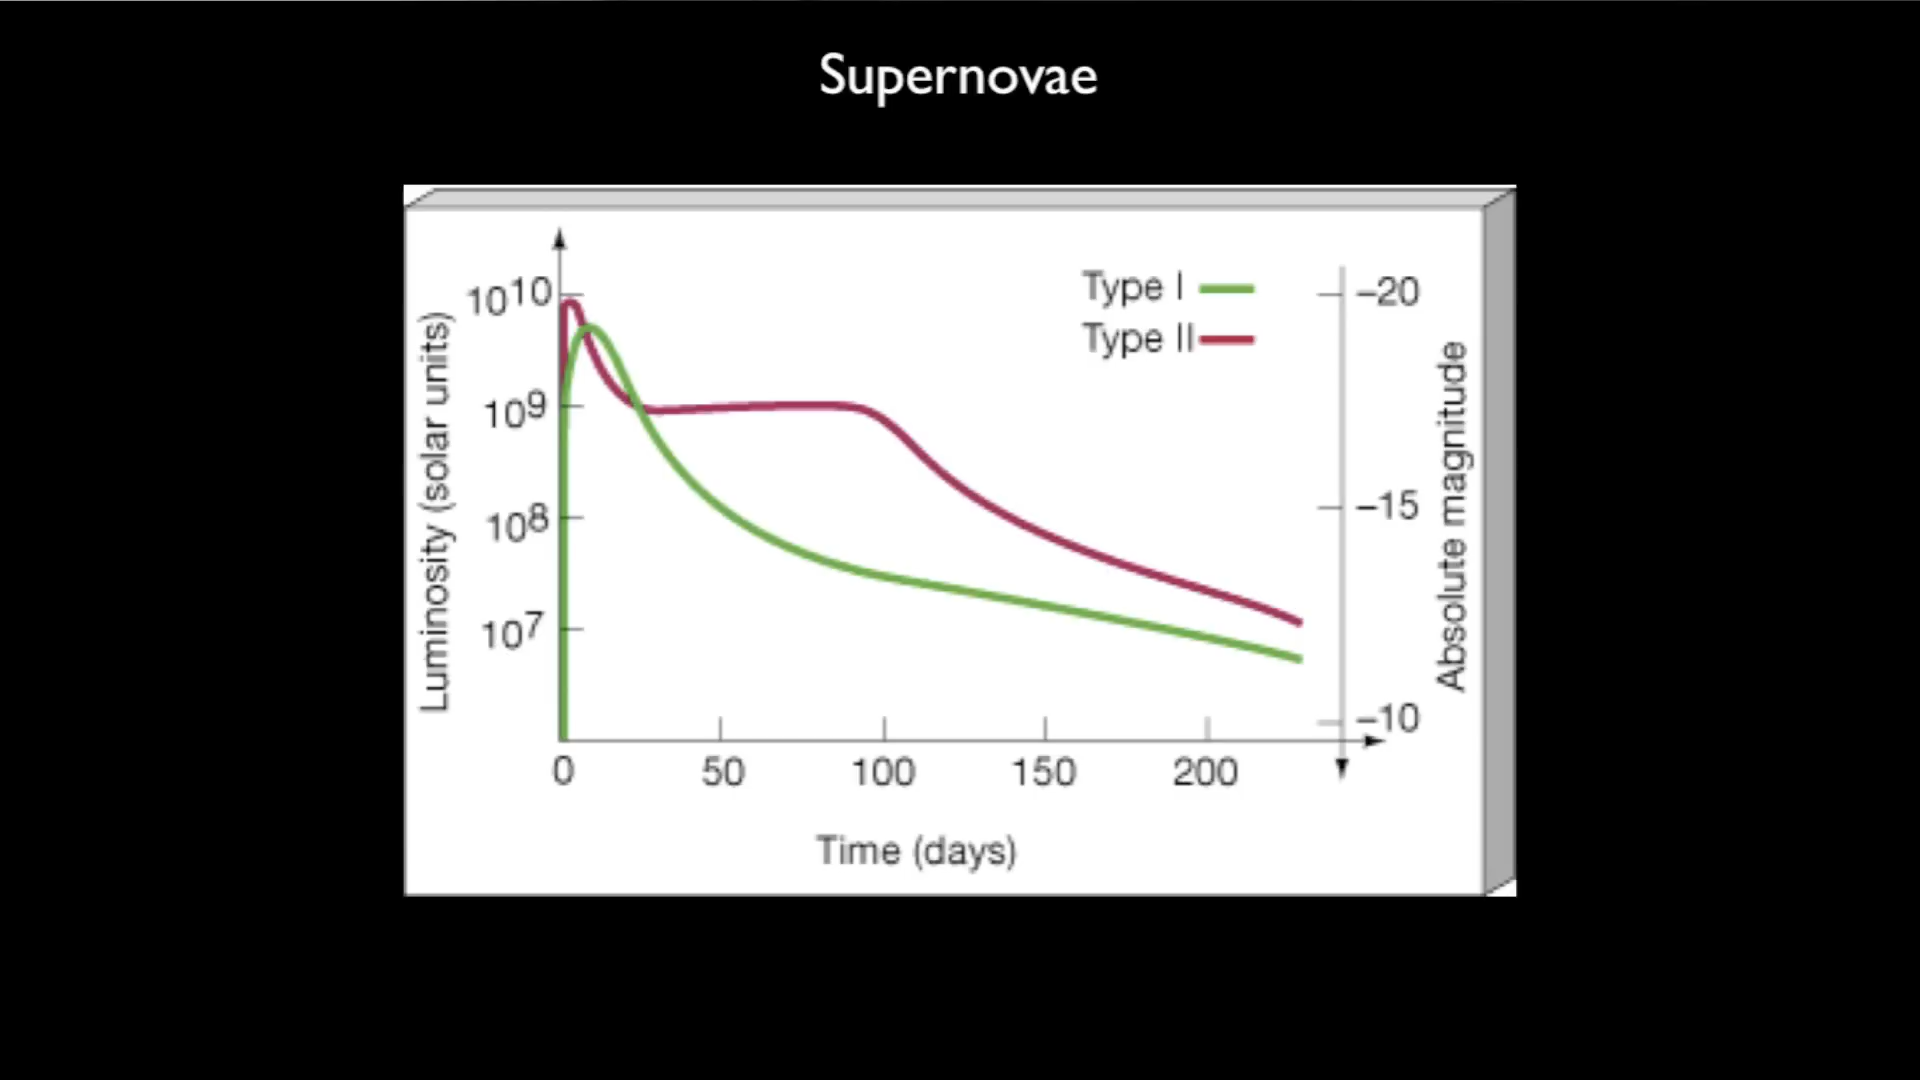 Supernovae
Luminosity (solar units)
10¹⁰
10⁹
10⁸
10⁷
Type I
Type II
–20
–15
–10
Absolute magnitude
0 50 100 150 200
Time (days)